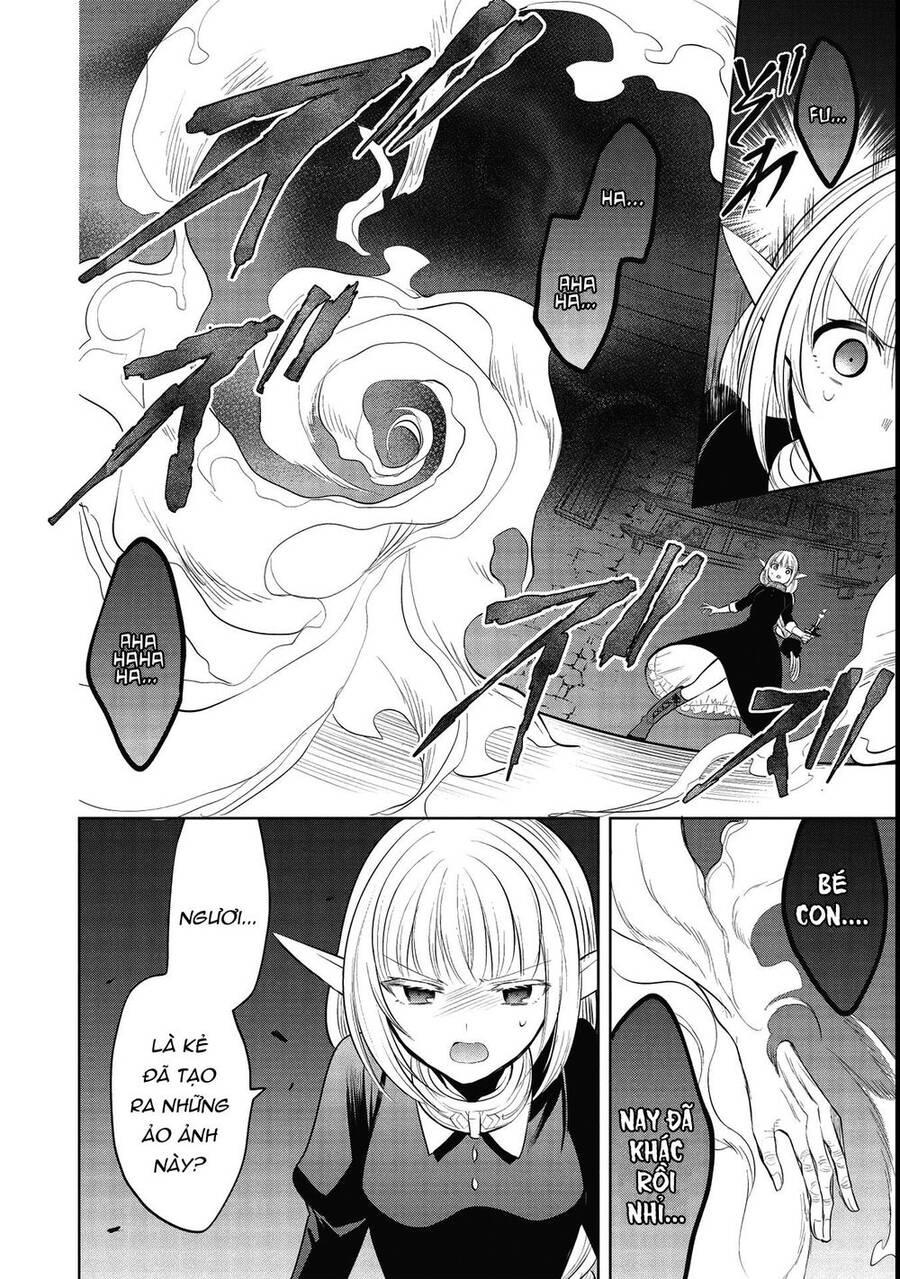 FU...
HA...
AHA
HA...
AHA
HAHA
HA...
BÉ
CON....
NAY ĐÃ
KHÁC
RỒI
NHỈ...
NGƯƠI...
LÀ KẺ
ĐÃ TẠO
RA NHỮNG
ẢO ẢNH
NÀY?